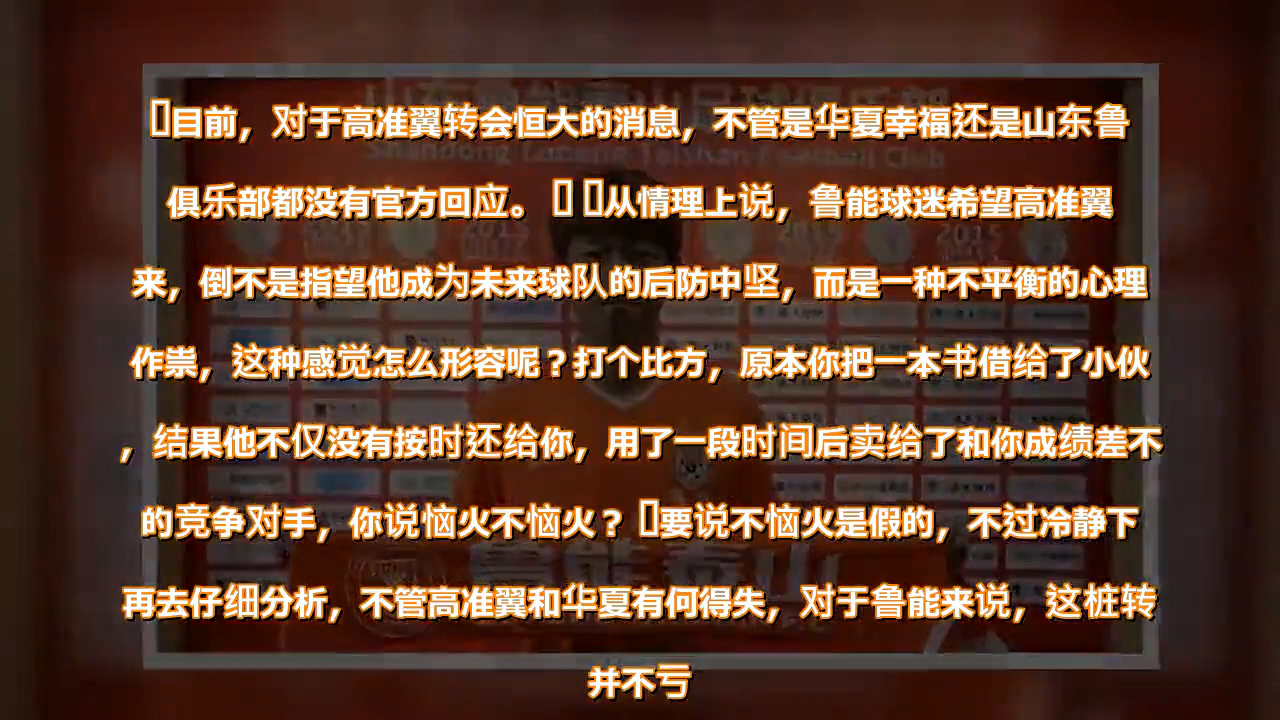 目前，对于高准翼转会恒大的消息，不管是华夏幸福还是山东鲁
俱乐部都没有官方回应。 从情理上说，鲁能球迷希望高准翼
来，倒不是指望他成为未来球队的后防中坚，而是一种不平衡的心理
作祟，这种感觉怎么形容呢？打个比方，原本你把一本书借给了小伙
，结果他不仅没有按时还给你，用了一段时间后卖给了和你成绩差不
的竞争对手，你说恼火不恼火？ 要说不恼火是假的，不过冷静下
再去仔细分析，不管高准翼和华夏有何得失，对于鲁能来说，这桩转
并不亏